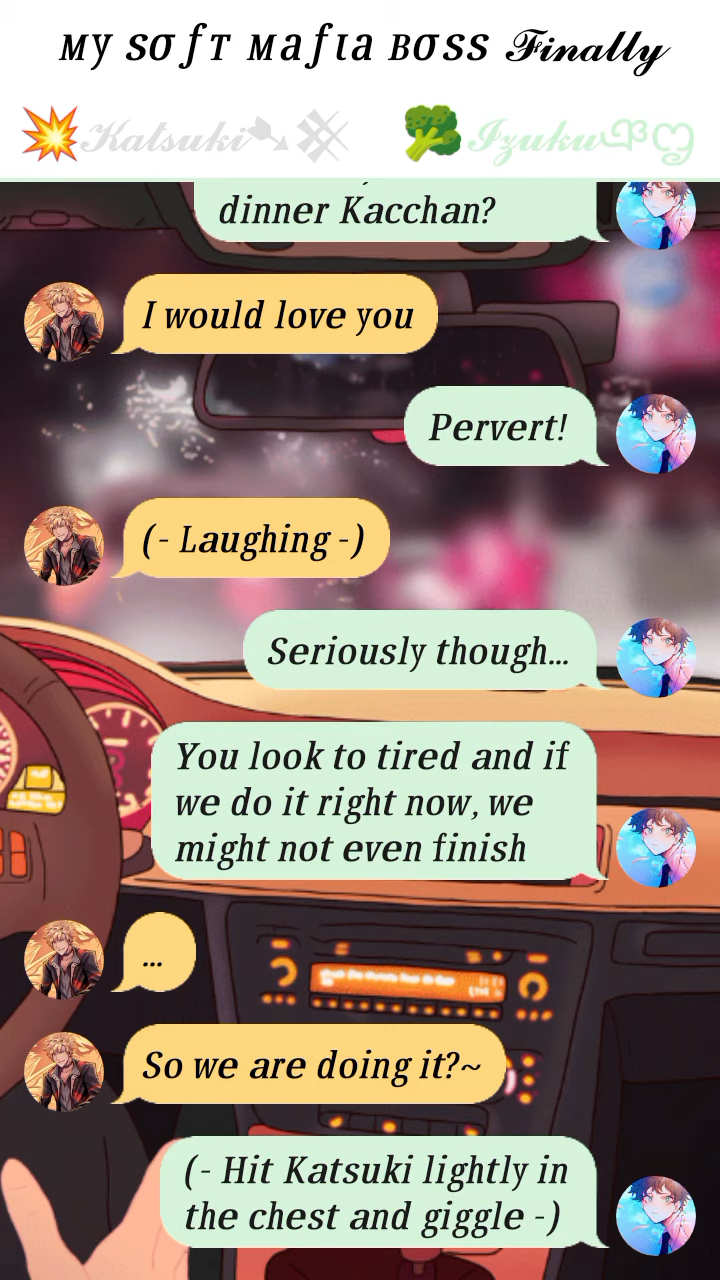 My soft Mafia Boss Finally
💥Katsuki 🥦Izuku
dinner Kacchan?
I would love you
Pervert!
(- Laughing -)
Seriously though...
You look to tired and if
we do it right now, we
might not even finish
...
So we are doing it?~
(- Hit Katsuki lightly in
the chest and giggle -)